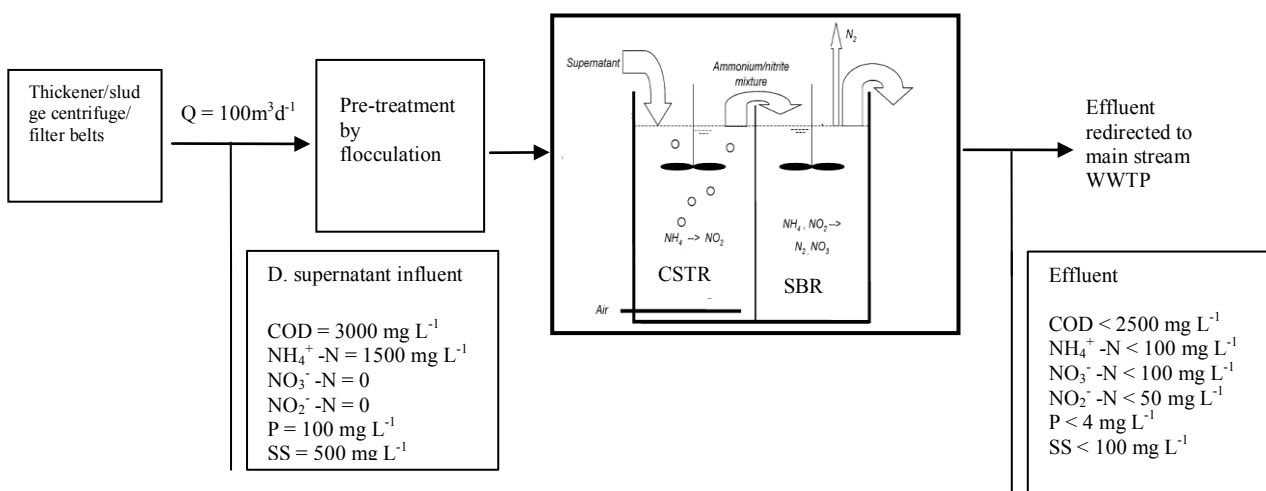 Thickener/slud
ge centrifuge/
filter belts
Q = 100m³d⁻¹
Pre-treatment
by
flocculation
Supernatant
Ammonium/nitrite
mixture
N₂
NH₄ --> NO₂
CSTR
NH₄ , NO₂ -->
N₂, NO₃
SBR
Air
Effluent
redirected to
main stream
WWTP
D. supernatant influent
COD = 3000 mg L⁻¹
NH₄⁺ -N = 1500 mg L⁻¹
NO₃⁻ -N = 0
NO₂⁻ -N = 0
P = 100 mg L⁻¹
SS = 500 mg L⁻¹
Effluent
COD < 2500 mg L⁻¹
NH₄⁺ -N < 100 mg L⁻¹
NO₃⁻ -N < 100 mg L⁻¹
NO₂⁻ -N < 50 mg L⁻¹
P < 4 mg L⁻¹
SS < 100 mg L⁻¹